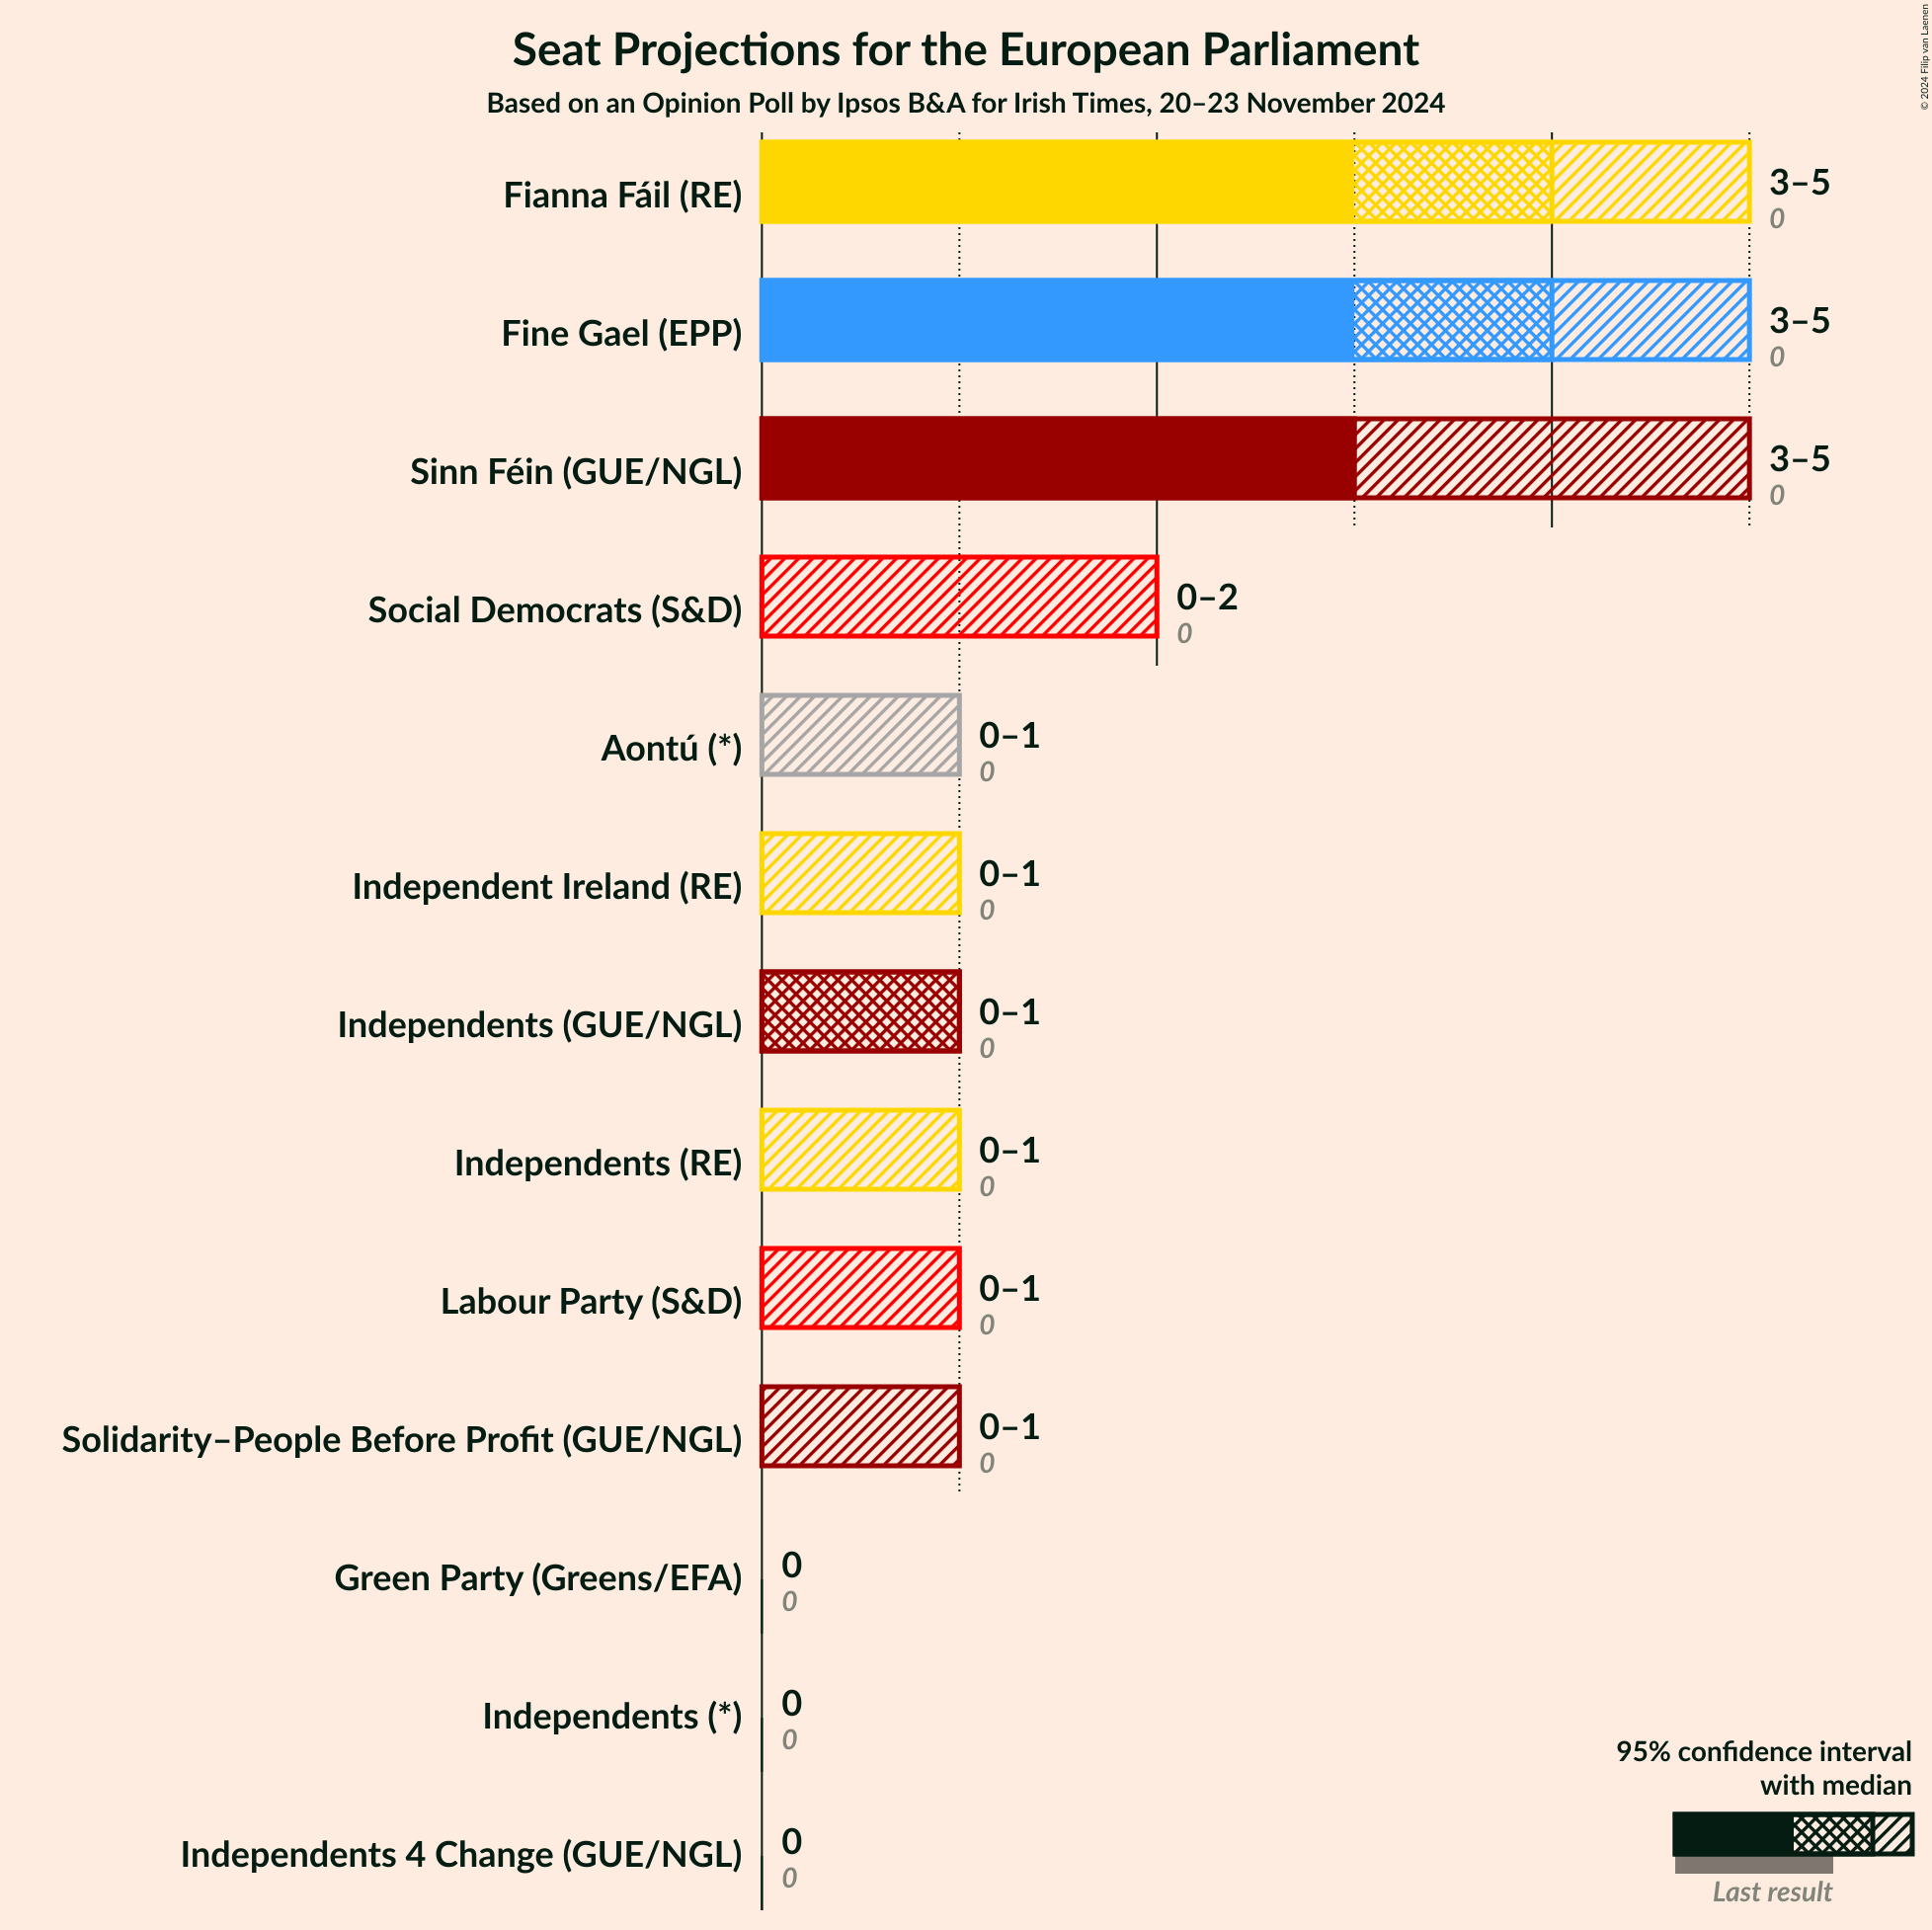 Seat Projections for the European Parliament
Based on an Opinion Poll by Ipsos B&A for Irish Times, 20–23 November 2024
© 2024 Filip van Laenen
Fianna Fáil (RE)
3–5
0
Fine Gael (EPP)
3–5
0
Sinn Féin (GUE/NGL)
3–5
0
Social Democrats (S&D)
0–2
0
Aontú (*)
0–1
0
Independent Ireland (RE)
0–1
0
Independents (GUE/NGL)
0–1
0
Independents (RE)
0–1
0
Labour Party (S&D)
0–1
0
Solidarity–People Before Profit (GUE/NGL)
0–1
0
Green Party (Greens/EFA)
0
0
Independents (*)
0
0
Independents 4 Change (GUE/NGL)
0
0
95% confidence interval
with median
Last result